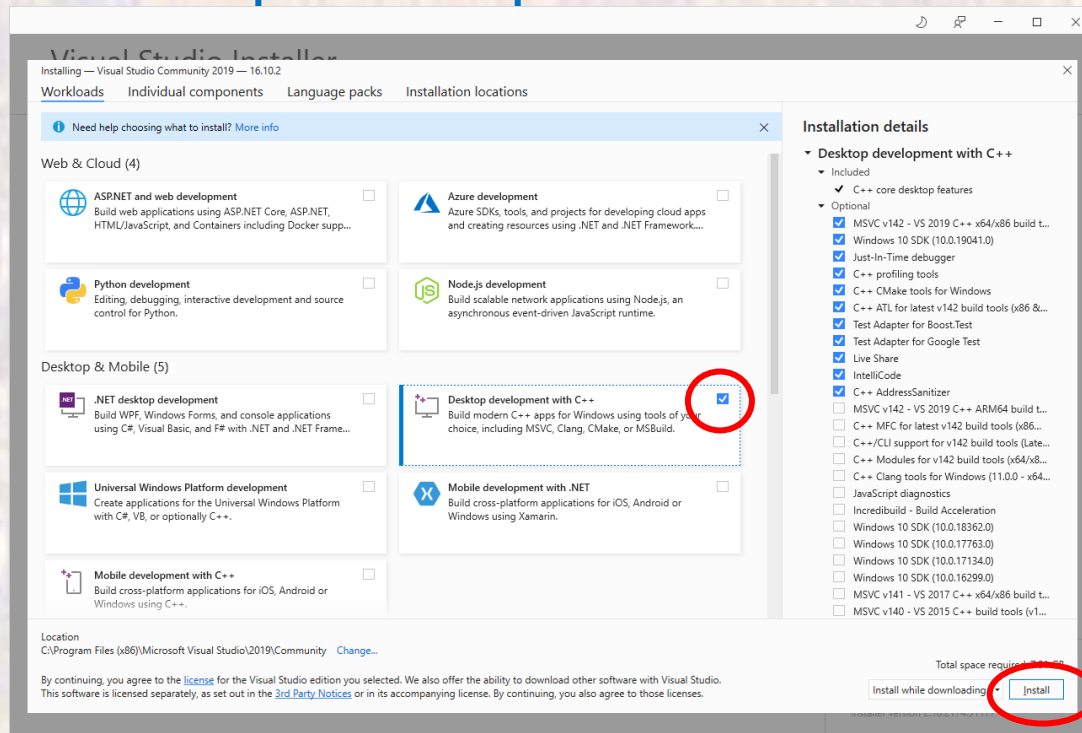 Visual Studio Installer
Installing — Visual Studio Community 2019 — 16.10.2
Workloads Individual components Language packs Installation locations
Need help choosing what to install? More info
Web & Cloud (4)
ASP.NET and web development
Build web applications using ASP.NET Core, ASP.NET,
HTML/JavaScript, and Containers including Docker supp...
Azure development
Azure SDKs, tools, and projects for developing cloud apps
and creating resources using .NET and .NET Framework....
Python development
Editing, debugging, interactive development and source
control for Python.
JS
Node.js development
Build scalable network applications using Node.js, an
asynchronous event-driven JavaScript runtime.
Desktop & Mobile (5)
.NET
.NET desktop development
Build WPF, Windows Forms, and console applications
using C#, Visual Basic, and F# with .NET and .NET Frame...
Desktop development with C++
Build modern C++ apps for Windows using tools of your
choice, including MSVC, Clang, CMake, or MSBuild.
Universal Windows Platform development
Create applications for the Universal Windows Platform
with C#, VB, or optionally C++.
Mobile development with .NET
Build cross-platform applications for iOS, Android or
Windows using Xamarin.
Mobile development with C++
Build cross-platform applications for iOS, Android or
Windows using C++.
Installation details
Desktop development with C++
Included
C++ core desktop features
Optional
MSVC v142 - VS 2019 C++ x64/x86 build t...
Windows 10 SDK (10.0.19041.0)
Just-In-Time debugger
C++ profiling tools
C++ CMake tools for Windows
C++ ATL for latest v142 build tools (x86 &...
Test Adapter for Boost.Test
Test Adapter for Google Test
Live Share
IntelliCode
C++ AddressSanitizer
MSVC v142 - VS 2019 C++ ARM64 build t...
C++ MFC for latest v142 build tools (x86...
C++/CLI support for v142 build tools (Late...
C++ Modules for v142 build tools (x64/x8...
C++ Clang tools for Windows (11.0.0 - x64...
JavaScript diagnostics
Incredibuild - Build Acceleration
Windows 10 SDK (10.0.18362.0)
Windows 10 SDK (10.0.17763.0)
Windows 10 SDK (10.0.17134.0)
Windows 10 SDK (10.0.16299.0)
MSVC v141 - VS 2017 C++ x64/x86 build t...
MSVC v140 - VS 2015 C++ build tools (v1...
Location
C:\Program Files (x86)\Microsoft Visual Studio\2019\Community Change...
By continuing, you agree to the license for the Visual Studio edition you selected. We also offer the ability to download other software with Visual Studio.
This software is licensed separately, as set out in the 3rd Party Notices or in its accompanying license. By continuing, you also agree to those licenses.
Total space required
Install while downloading Install
Installer version